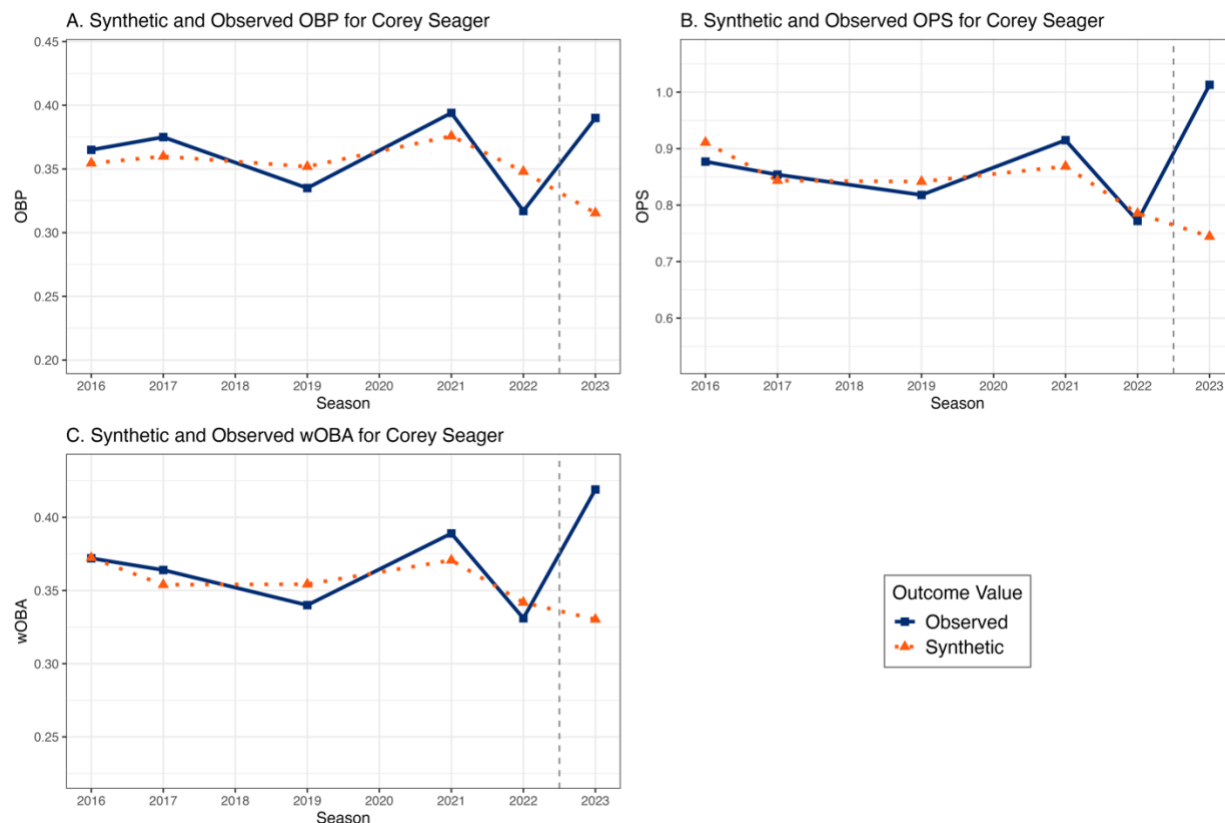 A. Synthetic and Observed OBP for Corey Seager
0.45
0.40
0.35
0.30
0.25
0.20
OBP
2016 2017 2018 2019 2020 2021 2022 2023
Season
B. Synthetic and Observed OPS for Corey Seager
1.0
0.9
0.8
0.7
0.6
OPS
2016 2017 2018 2019 2020 2021 2022 2023
Season
C. Synthetic and Observed wOBA for Corey Seager
0.40
0.35
0.30
0.25
wOBA
2016 2017 2018 2019 2020 2021 2022 2023
Season
Outcome Value
Observed
Synthetic